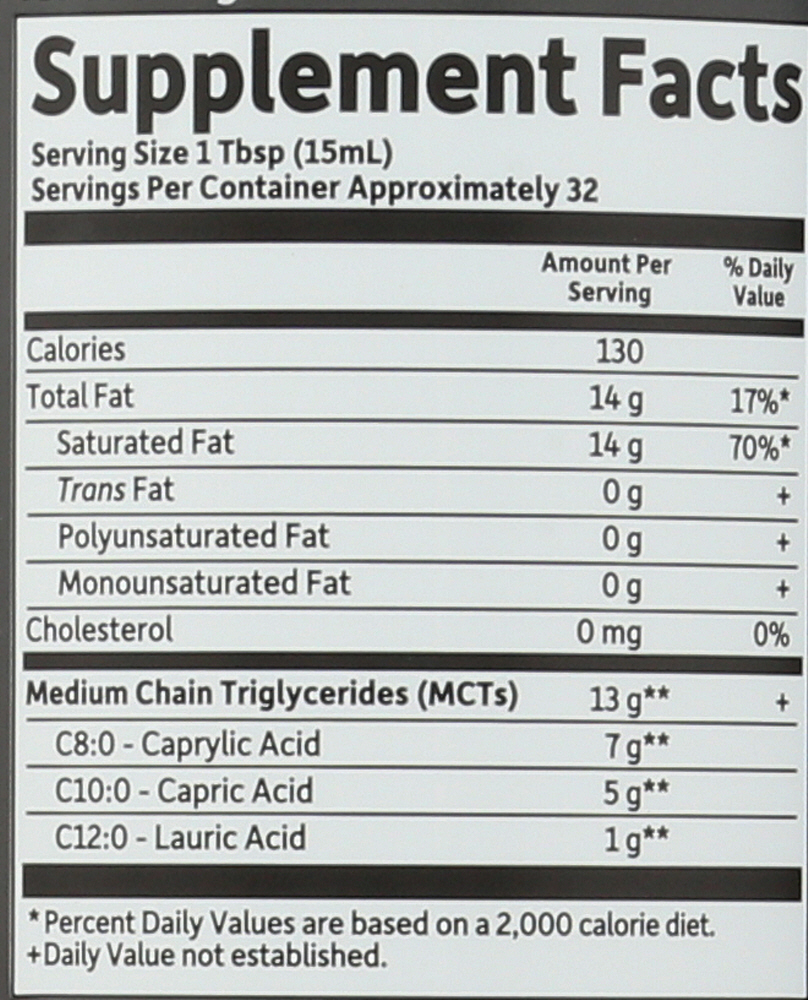 Supplement Facts
Serving Size 1 Tbsp (15mL)
Servings Per Container Approximately 32
Amount Per Serving % Daily Value
Calories 130
Total Fat 14 g 17%*
Saturated Fat 14 g 70%*
Trans Fat 0 g +
Polyunsaturated Fat 0 g +
Monounsaturated Fat 0 g +
Cholesterol 0 mg 0%
Medium Chain Triglycerides (MCTs) 13 g** +
C8:0 - Caprylic Acid 7 g**
C10:0 - Capric Acid 5 g**
C12:0 - Lauric Acid 1 g**
*Percent Daily Values are based on a 2,000 calorie diet.
+Daily Value not established.